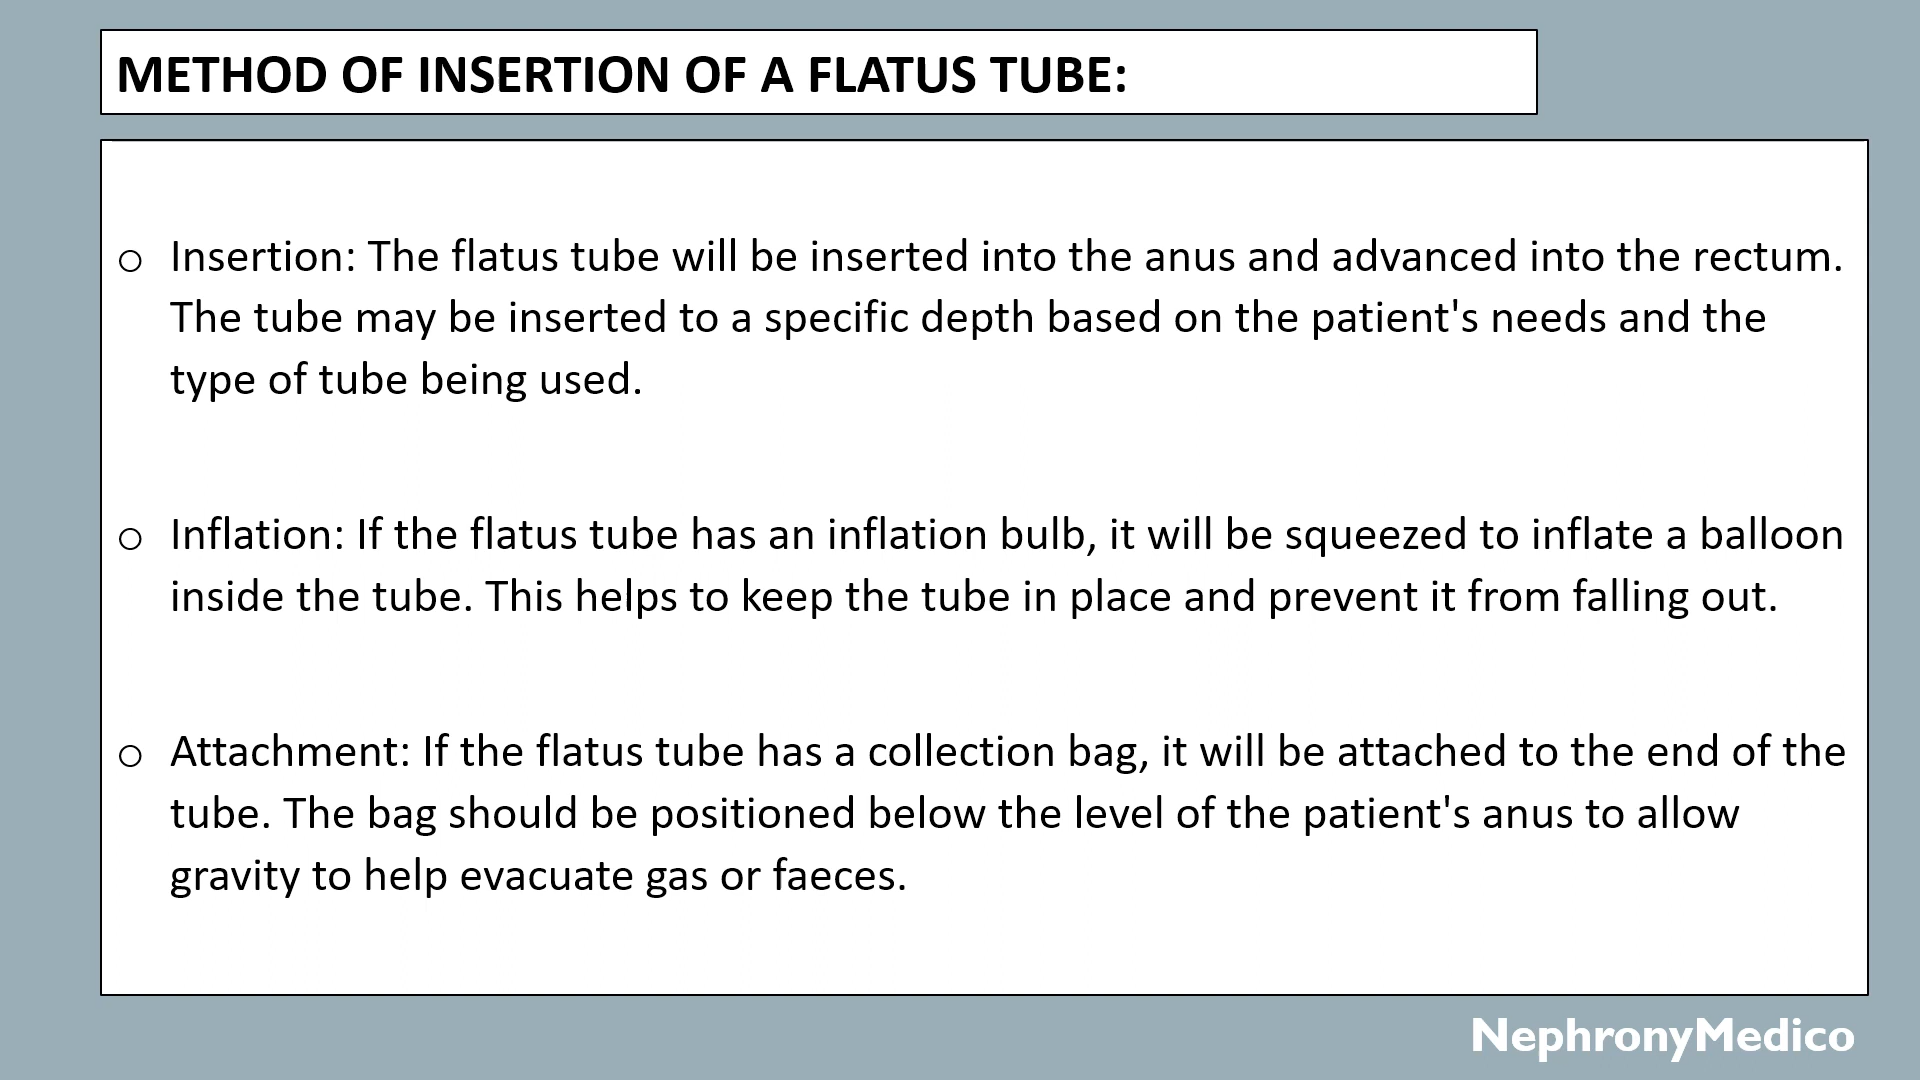 METHOD OF INSERTION OF A FLATUS TUBE:
o Insertion: The flatus tube will be inserted into the anus and advanced into the rectum.
The tube may be inserted to a specific depth based on the patient's needs and the
type of tube being used.
o Inflation: If the flatus tube has an inflation bulb, it will be squeezed to inflate a balloon
inside the tube. This helps to keep the tube in place and prevent it from falling out.
o Attachment: If the flatus tube has a collection bag, it will be attached to the end of the
tube. The bag should be positioned below the level of the patient's anus to allow
gravity to help evacuate gas or faeces.
NephronyMedico